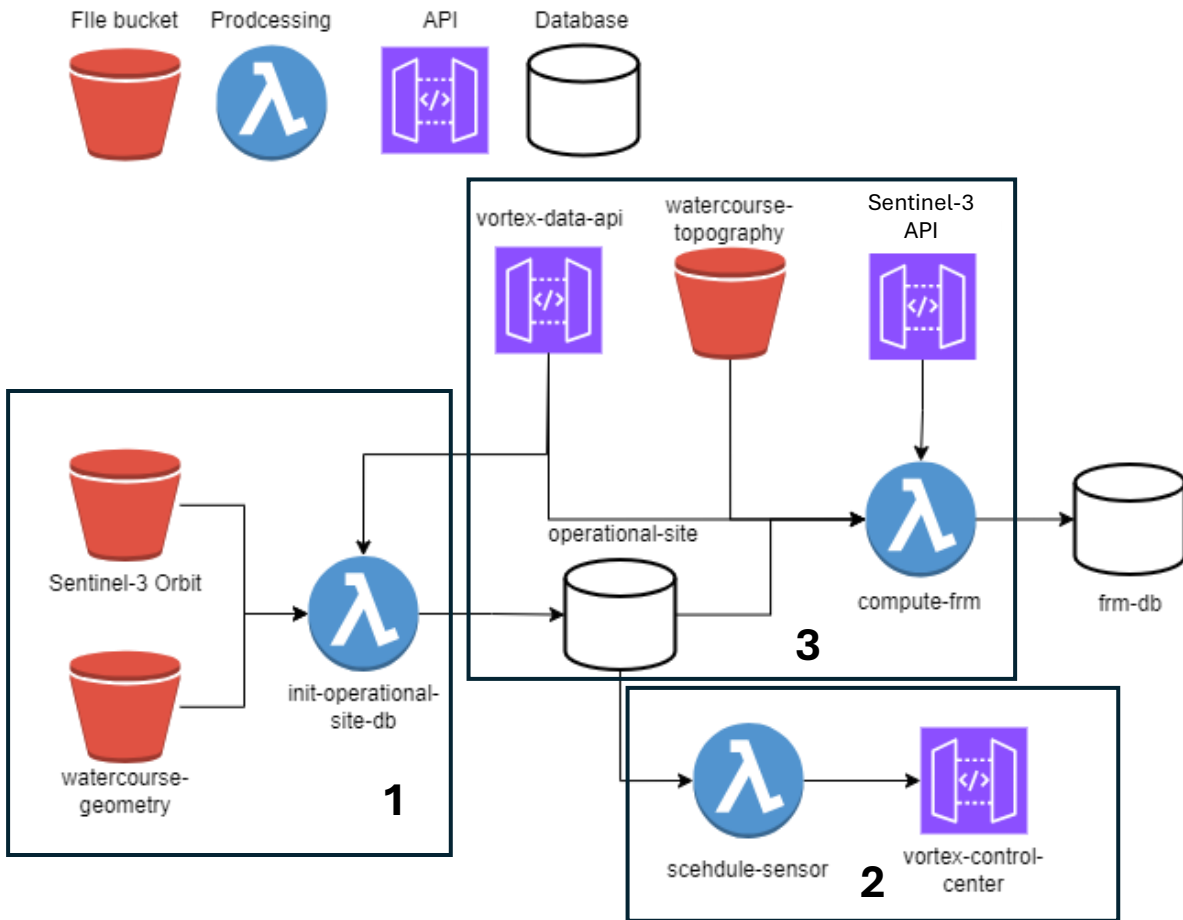 FIle bucket
Prodcessing
API
Database
vortex-data-api
watercourse-
topography
Sentinel-3
API
</>
</>
</>
operational-site
compute-frm
frm-db
3
Sentinel-3 Orbit
init-operational-
site-db
watercourse-
geometry
1
</>
scehdule-sensor
vortex-control-
center
2